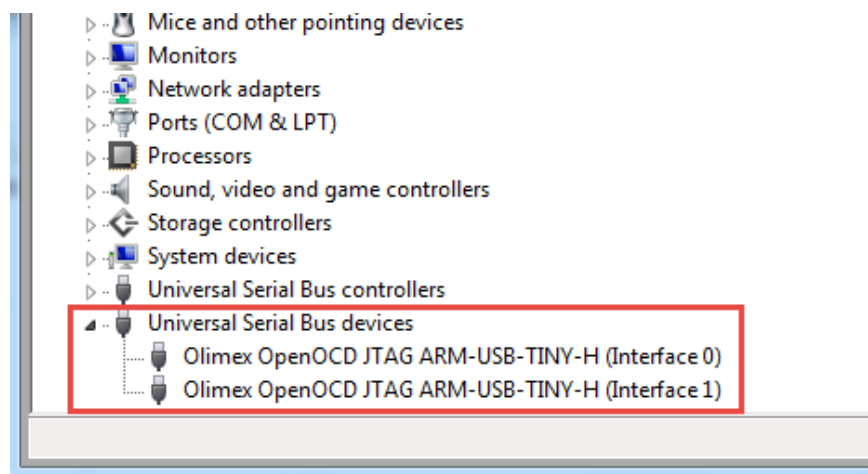 Mice and other pointing devices
Monitors
Network adapters
Ports (COM & LPT)
Processors
Sound, video and game controllers
Storage controllers
System devices
Universal Serial Bus controllers
Universal Serial Bus devices
Olimex OpenOCD JTAG ARM-USB-TINY-H (Interface 0)
Olimex OpenOCD JTAG ARM-USB-TINY-H (Interface 1)